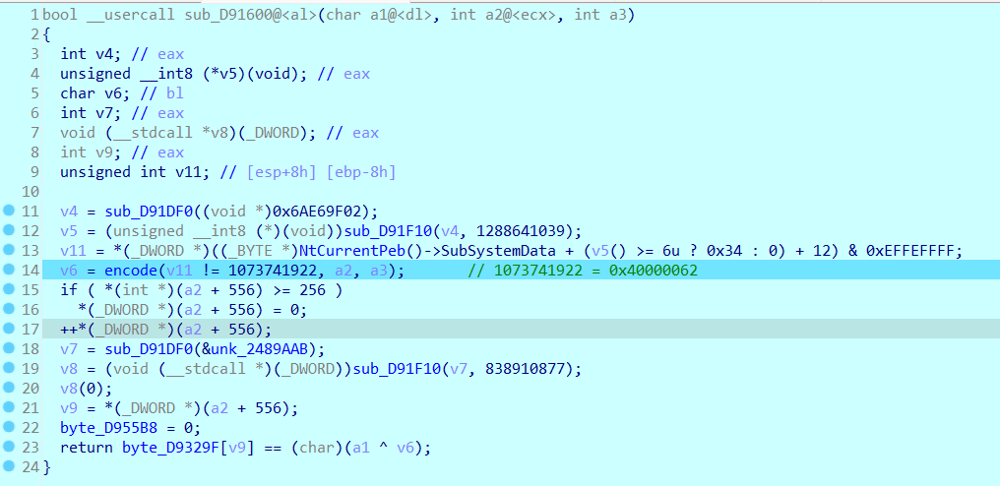 1 bool __usercall sub_D91600@<al>(char a1@<dl>, int a2@<ecx>, int a3)
2 {
3 int v4; // eax
4 unsigned __int8 (*v5)(void); // eax
5 char v6; // bl
6 int v7; // eax
7 void (__stdcall *v8)(_DWORD); // eax
8 int v9; // eax
9 unsigned int v11; // [esp+8h] [ebp-8h]
10
11 v4 = sub_D91DF0((void *)0x6AE69F02);
12 v5 = (unsigned __int8 (*)(void))sub_D91F10(v4, 1288641039);
13 v11 = *(_DWORD *)((_BYTE *)NtCurrentPeb()->SubSystemData + (v5() >= 6u ? 0x34 : 0) + 12) & 0xEFFEFFFF;
14 v6 = encode(v11 != 1073741922, a2, a3); // 1073741922 = 0x40000062
15 if ( *(int *)(a2 + 556) >= 256 )
16 *(_DWORD *)(a2 + 556) = 0;
17 ++*(_DWORD *)(a2 + 556);
18 v7 = sub_D91DF0(&unk_2489AAB);
19 v8 = (void (__stdcall *)(_DWORD))sub_D91F10(v7, 838910877);
20 v8(0);
21 v9 = *(_DWORD *)(a2 + 556);
22 byte_D955B8 = 0;
23 return byte_D9329F[v9] == (char)(a1 ^ v6);
24 }